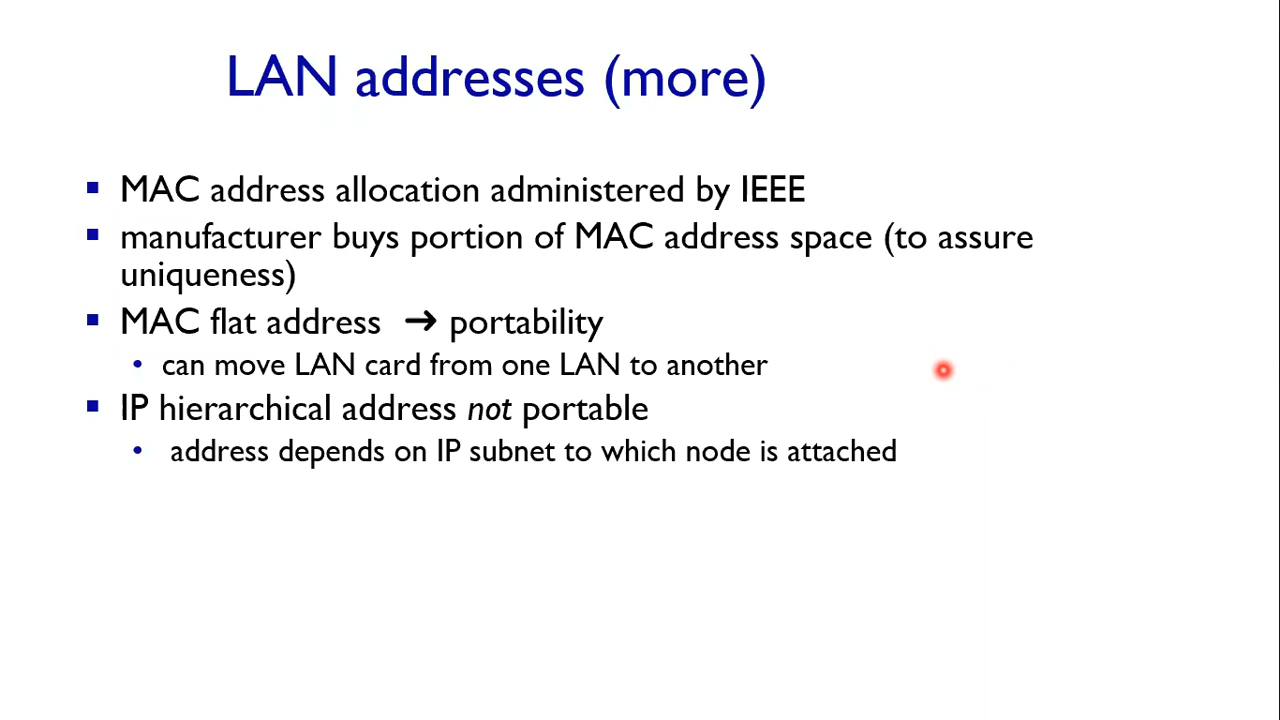 LAN addresses (more)
▪ MAC address allocation administered by IEEE
▪ manufacturer buys portion of MAC address space (to assure
uniqueness)
▪ MAC flat address ➜ portability
• can move LAN card from one LAN to another
▪ IP hierarchical address not portable
• address depends on IP subnet to which node is attached